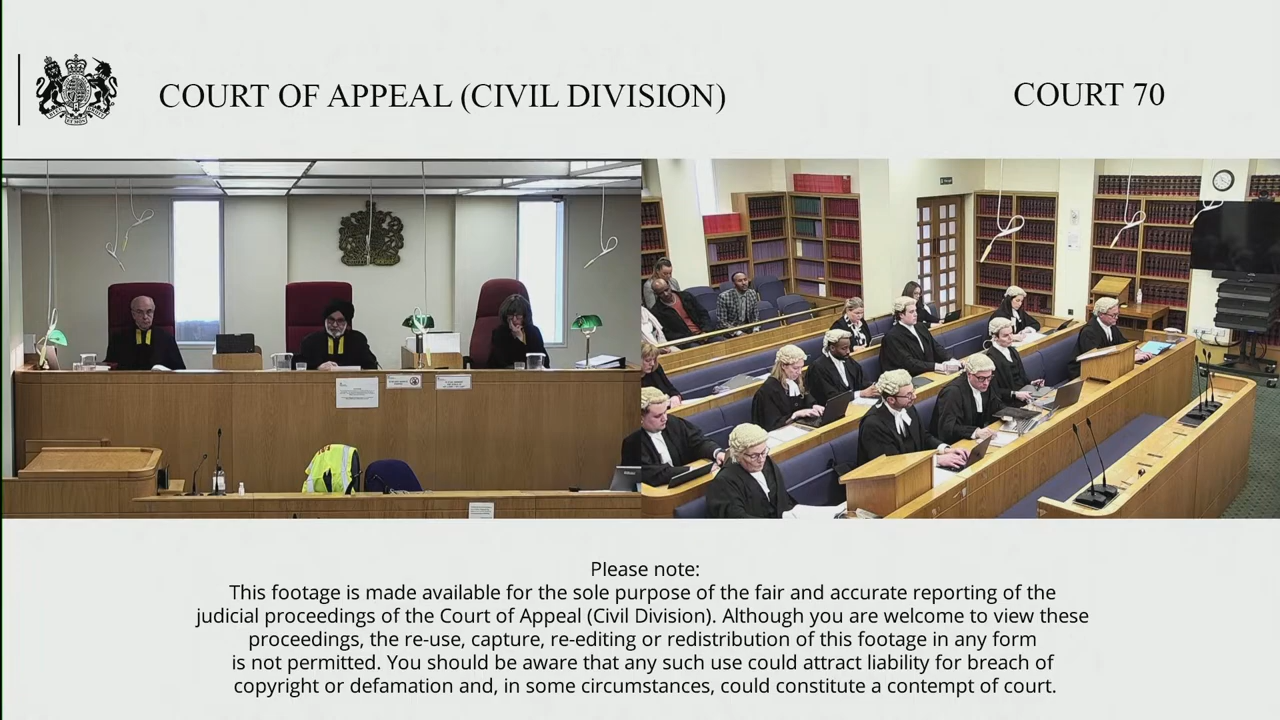 COURT OF APPEAL (CIVIL DIVISION)
COURT 70
Please note:
This footage is made available for the sole purpose of the fair and accurate reporting of the
judicial proceedings of the Court of Appeal (Civil Division). Although you are welcome to view these
proceedings, the re-use, capture, re-editing or redistribution of this footage in any form
is not permitted. You should be aware that any such use could attract liability for breach of
copyright or defamation and, in some circumstances, could constitute a contempt of court.